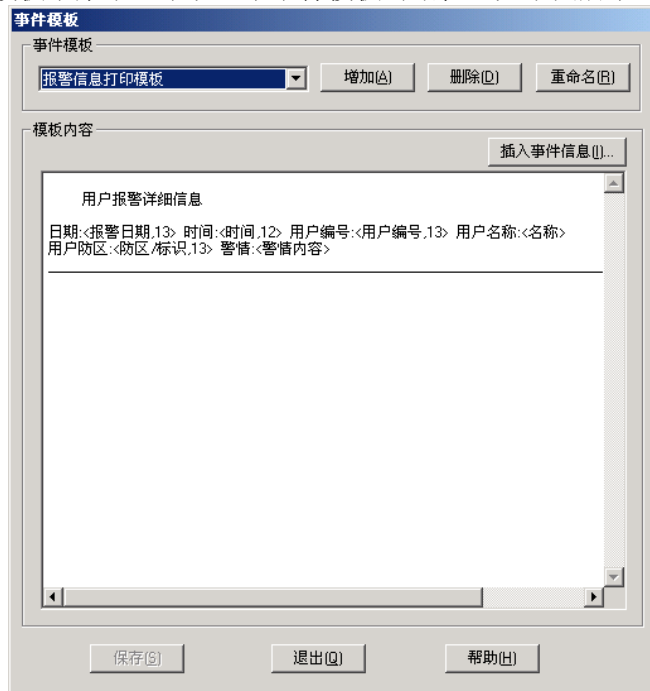 事件模板
事件模板
报警信息打印模板 增加(A) 删除(D) 重命名(R)
模板内容
插入事件信息(I)...
用户报警详细信息
日期:<报警日期,13> 时间:<时间,12> 用户编号:<用户编号,13> 用户名称:<名称>
用户防区:<防区/标识,13> 警情:<警情内容>
保存(S) 退出(Q) 帮助(H)